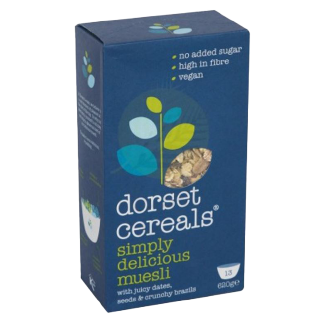 • no added sugar
• high in fibre
• vegan
dorset
cereals®
simply
delicious
muesli
with juicy dates,
seeds & crunchy brazils
13
620g e